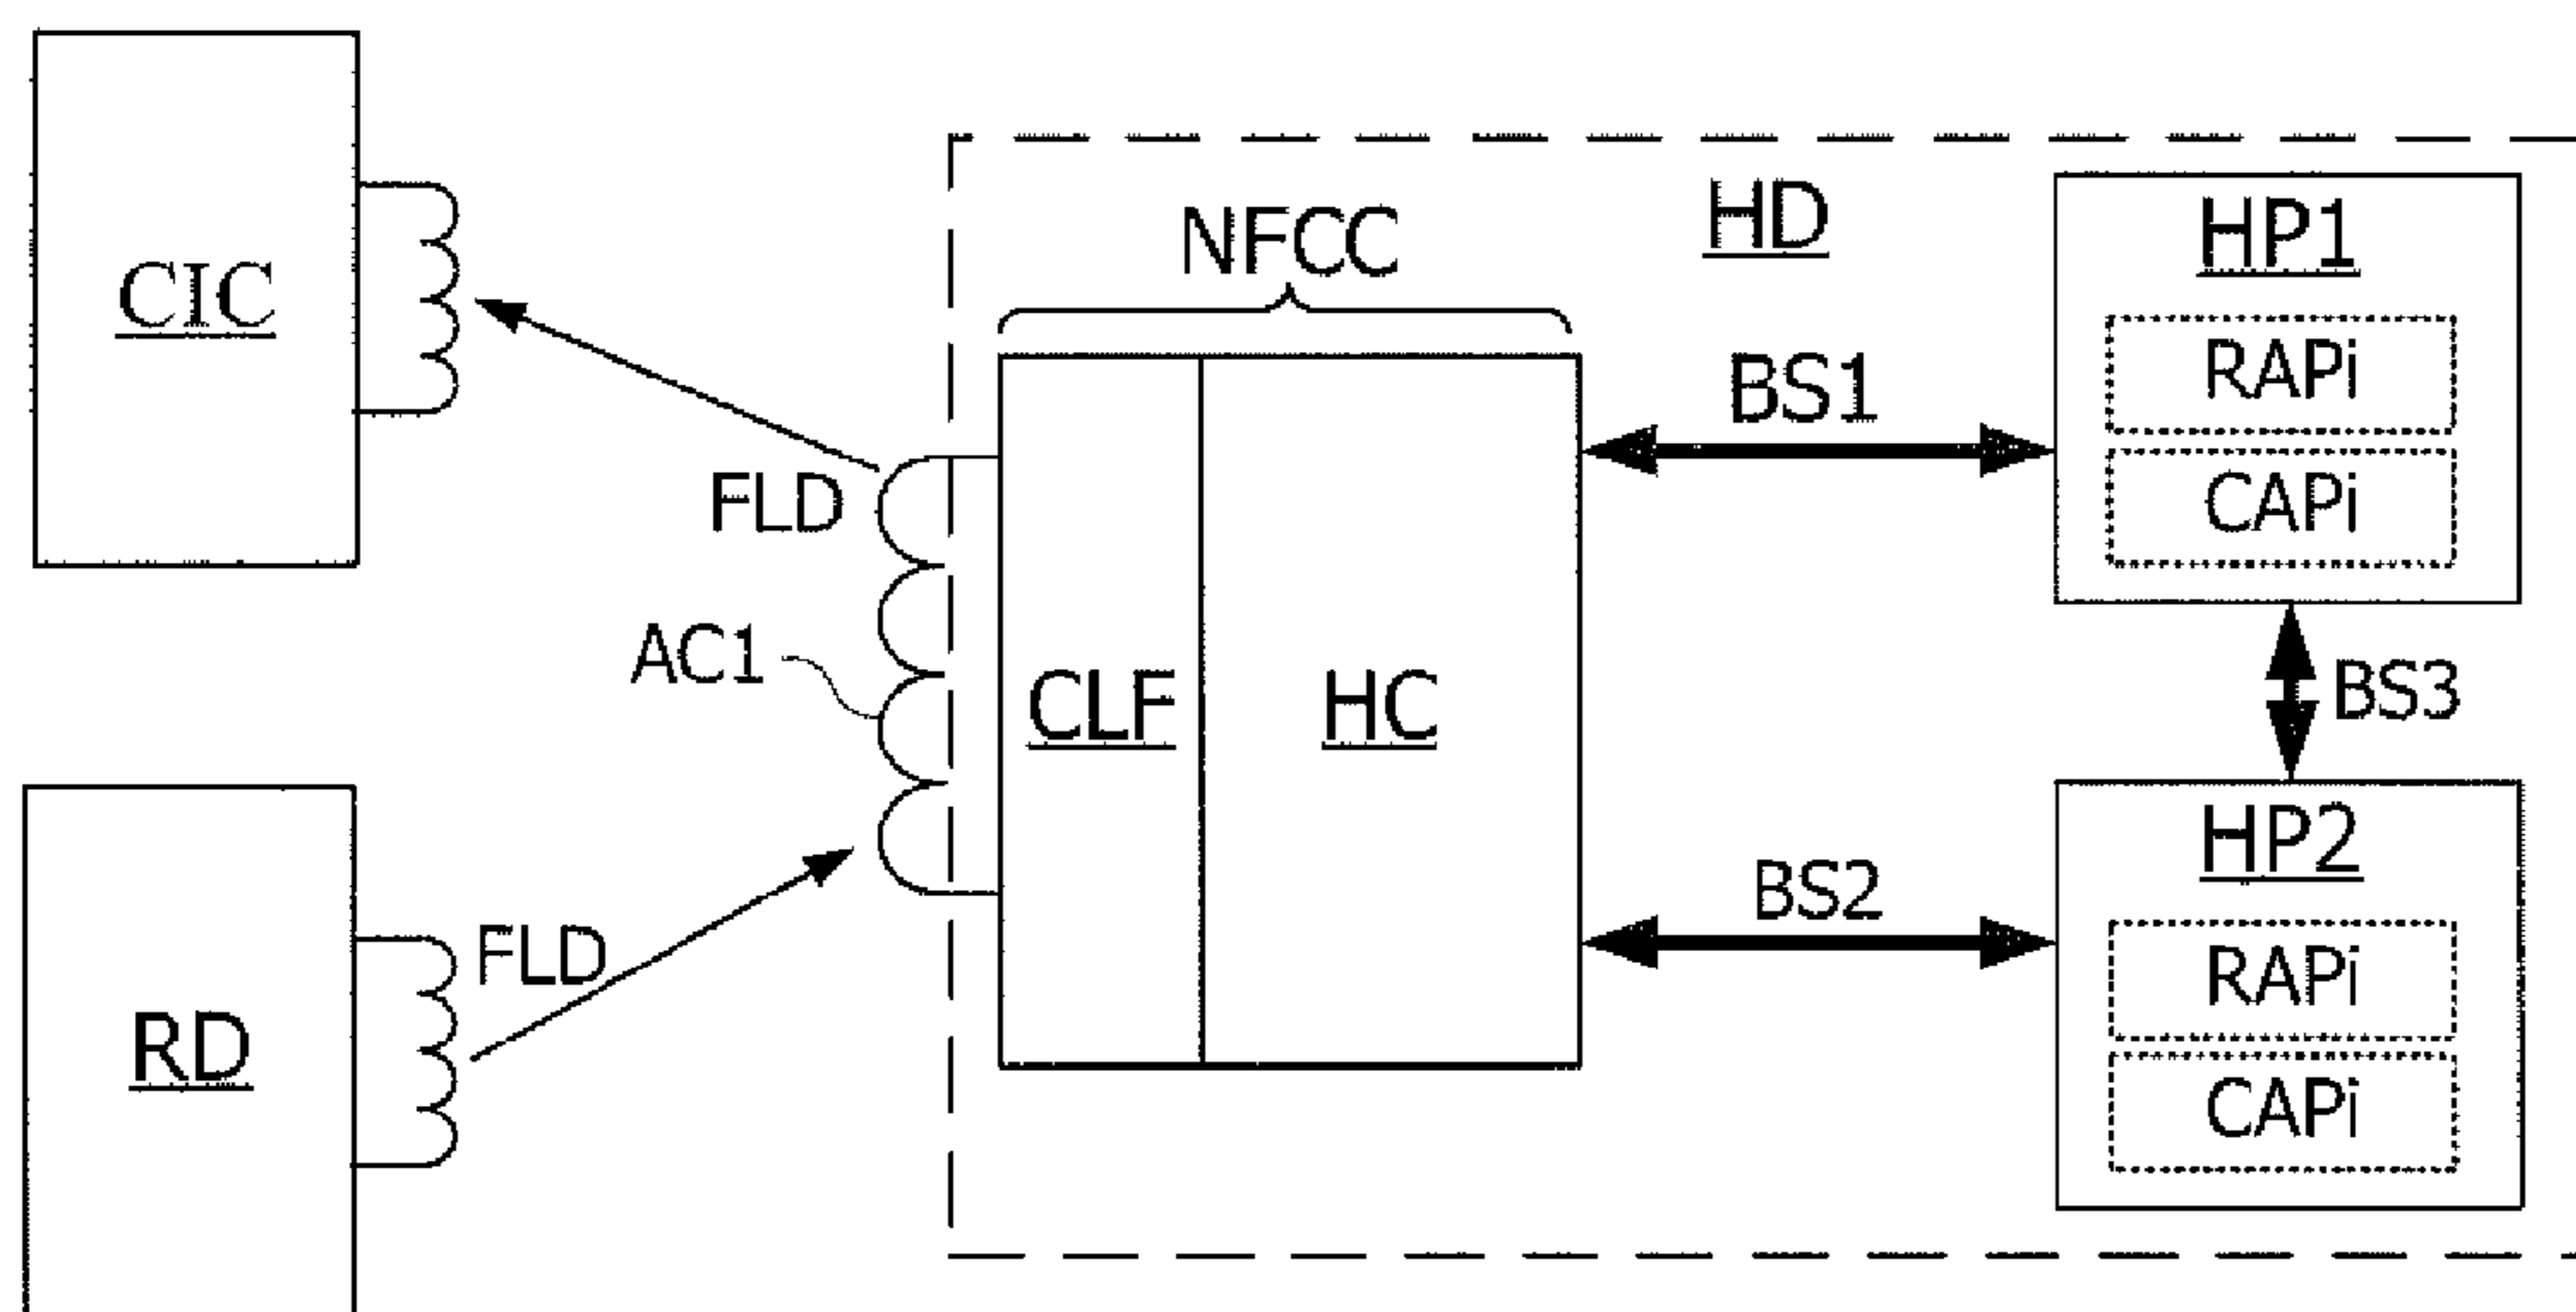 CIC
NFCC
HD
HP1
RAPi
CAPi
BS1
FLD
AC1
CLF
HC
BS3
HP2
RAPi
CAPi
BS2
FLD
RD